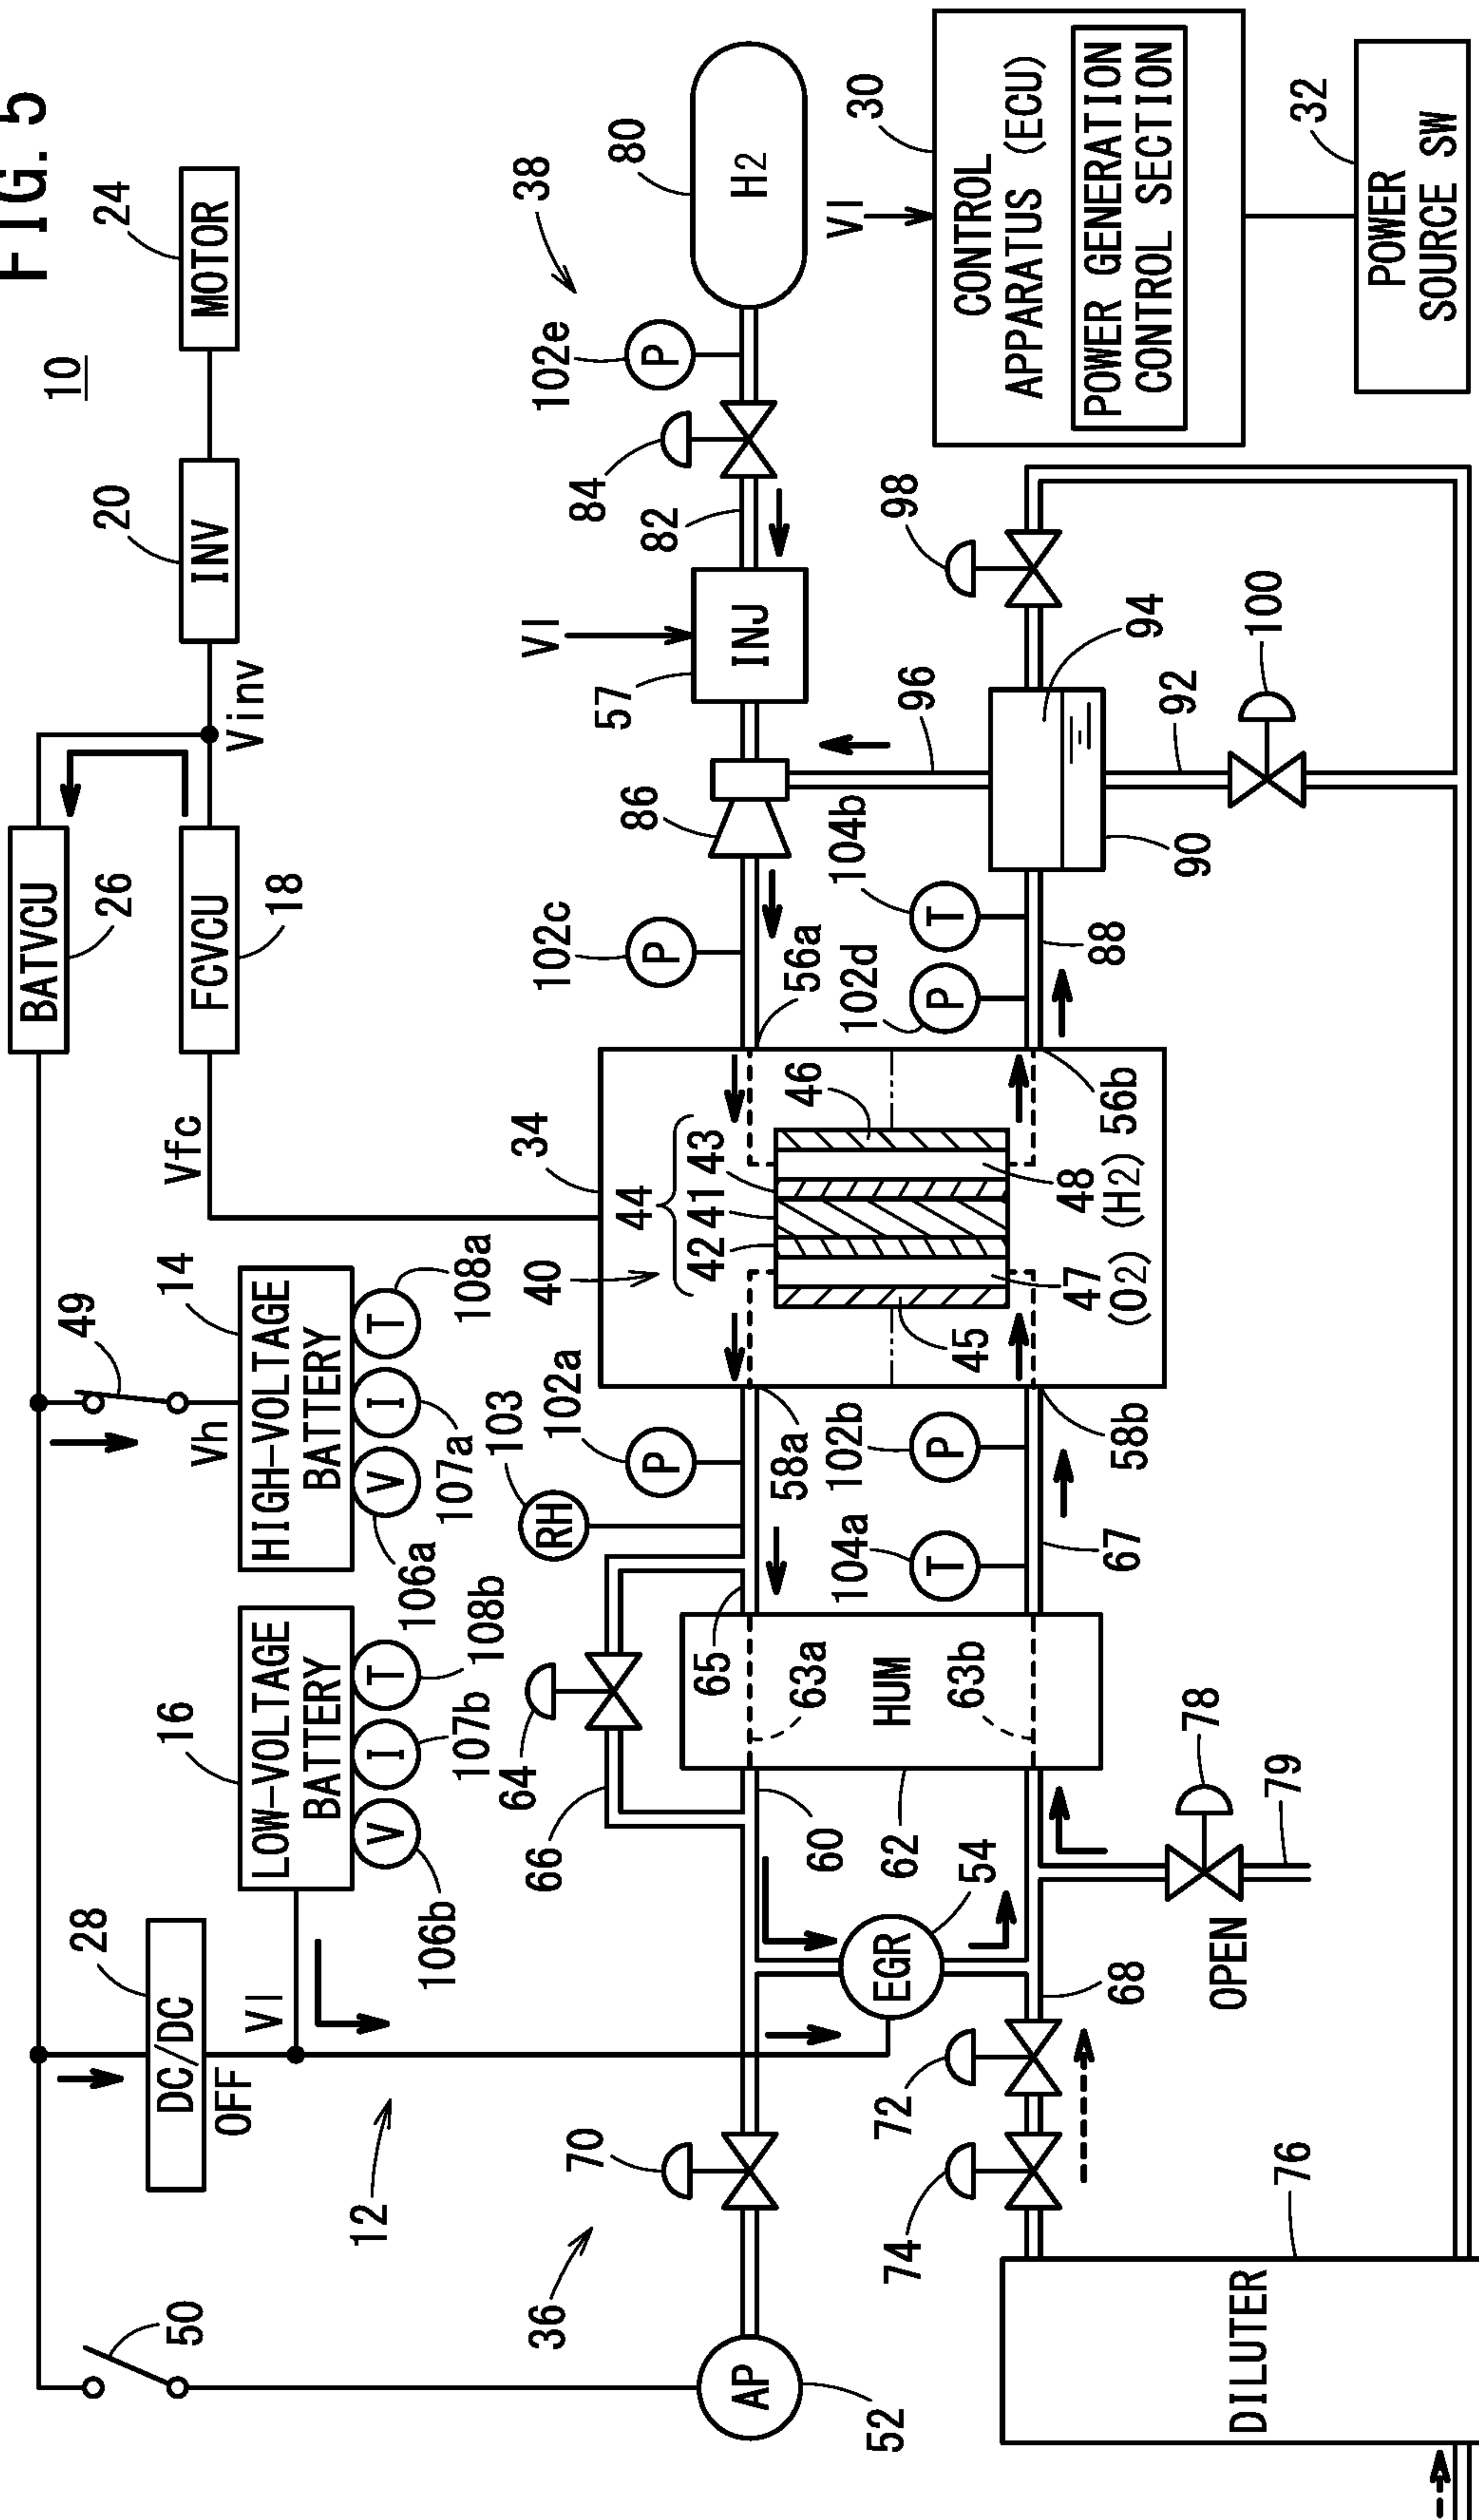 FIG. 5
10
24
MOTOR
20
INV
Vinv
BATVCU
26
FCVCU
18
Vfc
49
14
HIGH-VOLTAGE
BATTERY
Vh
V
I
T
106a
107a
108a
16
LOW-VOLTAGE
BATTERY
V
I
T
106b
107b
108b
28
DC/DC
OFF
Vl
12
50
38
80
H2
102e
P
84
82
Vl
57
INJ
86
96
102c
P
56a
34
44
42
41
43
46
40
45
47
(O2)
48
(H2)
56b
102d
P
104b
T
88
90
94
92
98
100
Vl
30
CONTROL
APPARATUS (ECU)
POWER GENERATION
CONTROL SECTION
32
POWER
SOURCE SW
103
RH
102a
P
58a
102b
P
58b
104a
T
67
64
66
65
63a
HUM
63b
60
62
54
EGR
78
79
OPEN
68
72
74
70
36
AP
52
76
DILUTER